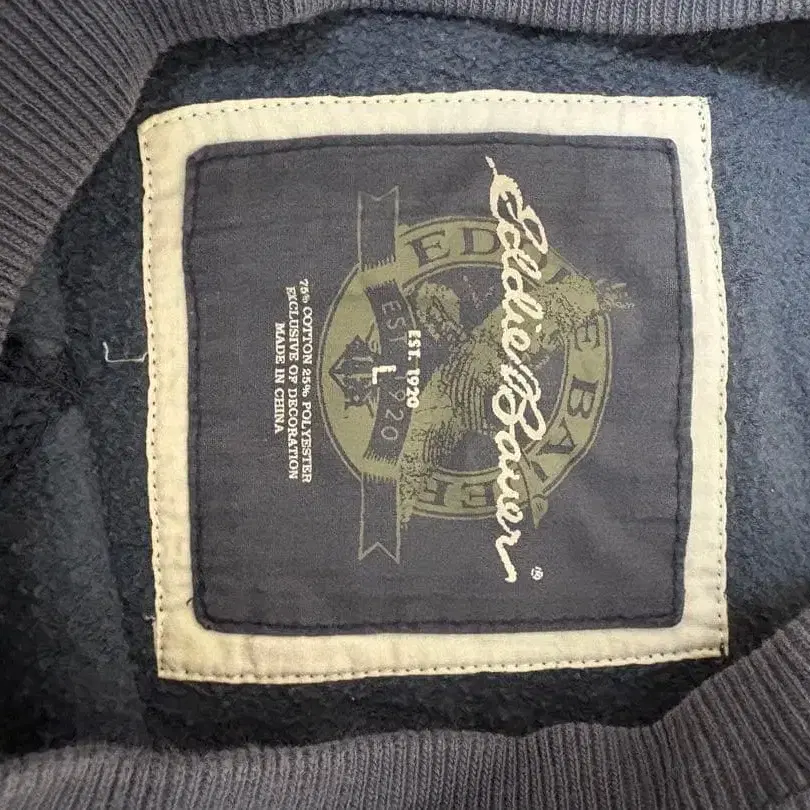 Eddie Bauer®
EDDIE BAUER
EST. 1920
EST 1920
L
75% COTTON 25% POLYESTER
EXCLUSIVE OF DECORATION
MADE IN CHINA